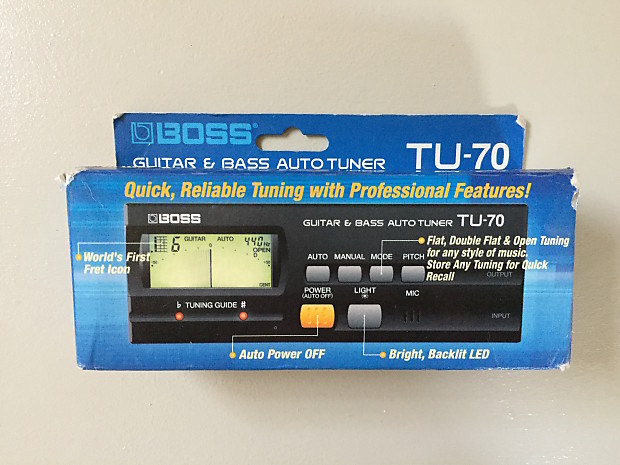 BOSS
GUITAR & BASS AUTO TUNER TU-70
Quick, Reliable Tuning with Professional Features!
BOSS
GUITAR & BASS AUTO TUNER TU-70
6 GUITAR AUTO 440Hz
OPEN
D
0
CENT
World's First
Fret Icon
AUTO MANUAL MODE PITCH
Flat, Double Flat & Open Tuning
for any style of music.
Store Any Tuning for Quick
Recall
OUTPUT
POWER
(AUTO OFF)
LIGHT
MIC
♭ TUNING GUIDE #
INPUT
Auto Power OFF
Bright, Backlit LED